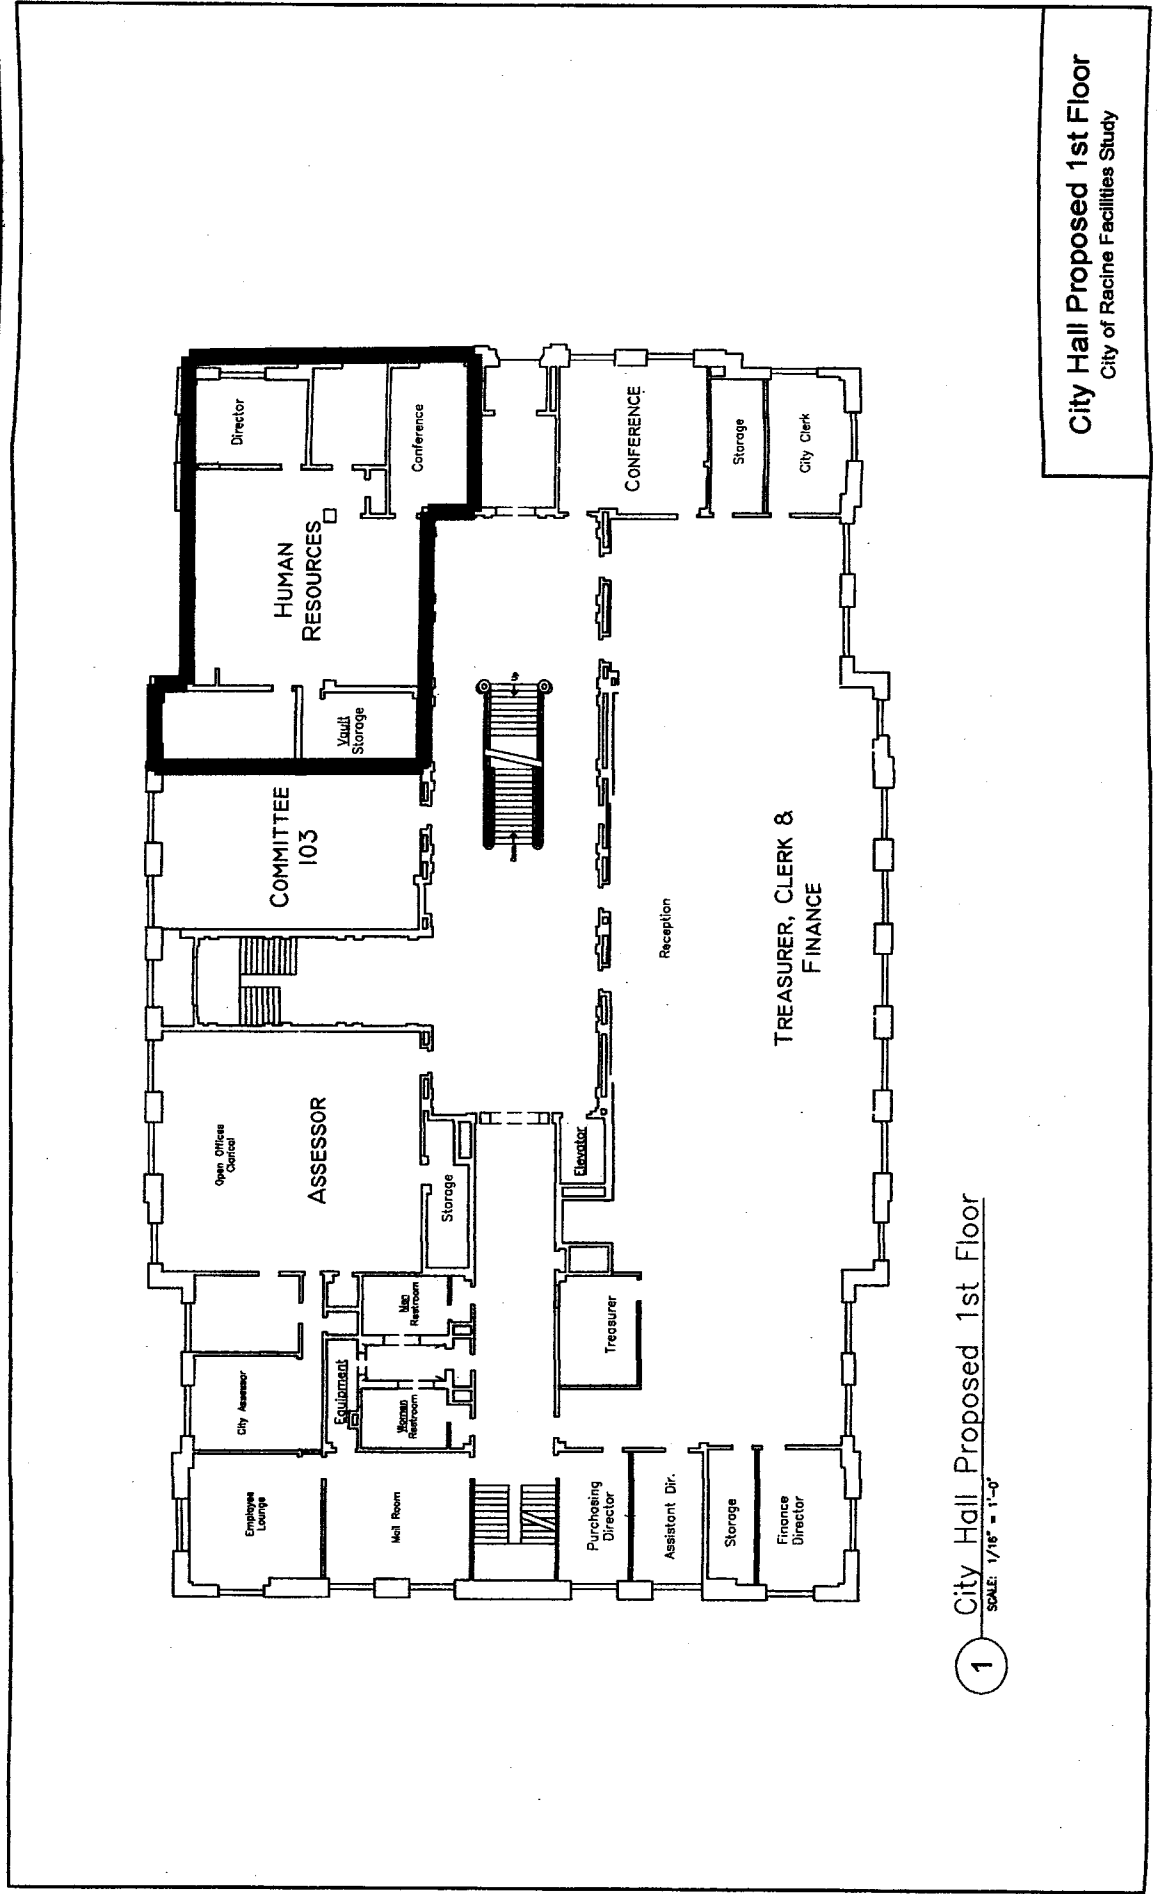 City Hall Proposed 1st Floor
City of Racine Facilities Study
Director
Conference
HUMAN
RESOURCES
Vault
Storage
COMMITTEE
103
CONFERENCE
Storage
City Clerk
Up
Down
Reception
TREASURER, CLERK &
FINANCE
Open Offices
Clerical
ASSESSOR
Storage
Elevator
Men
Restroom
Treasurer
City Assessor
Equipment
Women
Restroom
Employee
Lounge
Mail Room
Purchasing
Director
Assistant Dir.
Storage
Finance
Director
1
City Hall Proposed 1st Floor
SCALE: 1/16" = 1'-0"